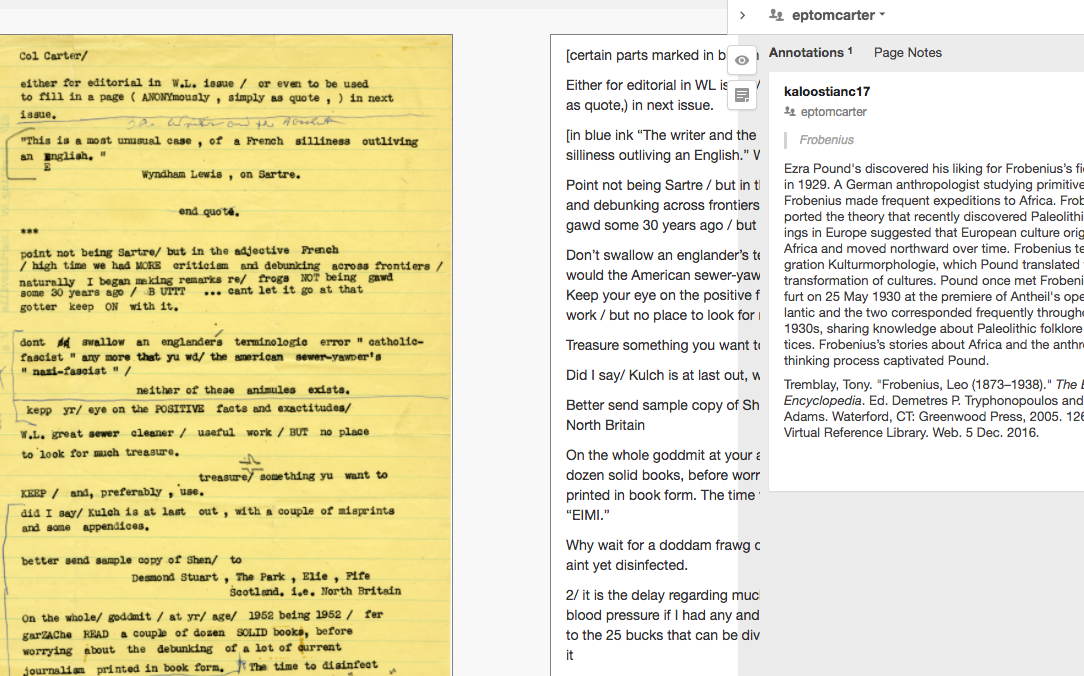 Col Carter/
either for editorial in W.L. issue / or even to be used
to fill in a page ( ANONymously , simply as quote , ) in next
issue.
"This is a most unusual case , of a French silliness outliving
an English. "
E
Wyndham Lewis , on Sartre.
end quote.
***
point not being Sartre/ but in the adjective French
/ high time we had MORE criticism and debunking across frontiers /
naturally I began making remarks re/ frogs NOT being gawd
some 30 years ago / B UTTT ... cant let it go at that
gotter keep ON with it.
dont swallow an englander's terminologic error " catholic-
fascist " any more that yu wd/ the american sewer-yawper's
" nazi-fascist " /
neither of these animules exists.
kepp yr/ eye on the POSITIVE facts and exactitudes/
W.L. great sewer cleaner / useful work / BUT no place
to look for much treasure.
treasure/ something yu want to
KEEP / and, preferably , use.
did I say/ Kulch is at last out , with a couple of misprints
and some appendices.
better send sample copy of Shen/ to
Desmond Stuart , The Park , Elie , Fife
Scotland. i.e. North Britain
On the whole/ goddmit / at yr/ age/ 1952 being 1952 / fer
garZAChe READ a couple of dozen SOLID books, before
worrying about the debunking of a lot of current
journalism printed in book form. The time to disinfect
[certain parts marked in b
Either for editorial in WL is
as quote,) in next issue.
[in blue ink “The writer and the
silliness outliving an English.” W
Point not being Sartre / but in t
and debunking across frontiers
gawd some 30 years ago / but
Don’t swallow an englander’s te
would the American sewer-yaw
Keep your eye on the positive f
work / but no place to look for
Treasure something you want to
Did I say/ Kulch is at last out, w
Better send sample copy of Sh
North Britain
On the whole goddmit at your a
dozen solid books, before worr
printed in book form. The time
“EIMI.”
Why wait for a doddam frawg o
aint yet disinfected.
2/ it is the delay regarding muc
blood pressure if I had any and
to the 25 bucks that can be div
it
eptomcarter
Annotations 1 Page Notes
kaloostianc17
eptomcarter
Frobenius
Ezra Pound's discovered his liking for Frobenius’s fi
in 1929. A German anthropologist studying primitive
Frobenius made frequent expeditions to Africa. Frob
ported the theory that recently discovered Paleolithi
ings in Europe suggested that European culture orig
Africa and moved northward over time. Frobenius te
gration Kulturmorphologie, which Pound translated
transformation of cultures. Pound once met Frobeni
furt on 25 May 1930 at the premiere of Antheil's ope
lantic and the two corresponded frequently through
1930s, sharing knowledge about Paleolithic folklore
tices. Frobenius’s stories about Africa and the anthr
thinking process captivated Pound.
Tremblay, Tony. "Frobenius, Leo (1873–1938)." The E
Encyclopedia. Ed. Demetres P. Tryphonopoulos and
Adams. Waterford, CT: Greenwood Press, 2005. 126
Virtual Reference Library. Web. 5 Dec. 2016.